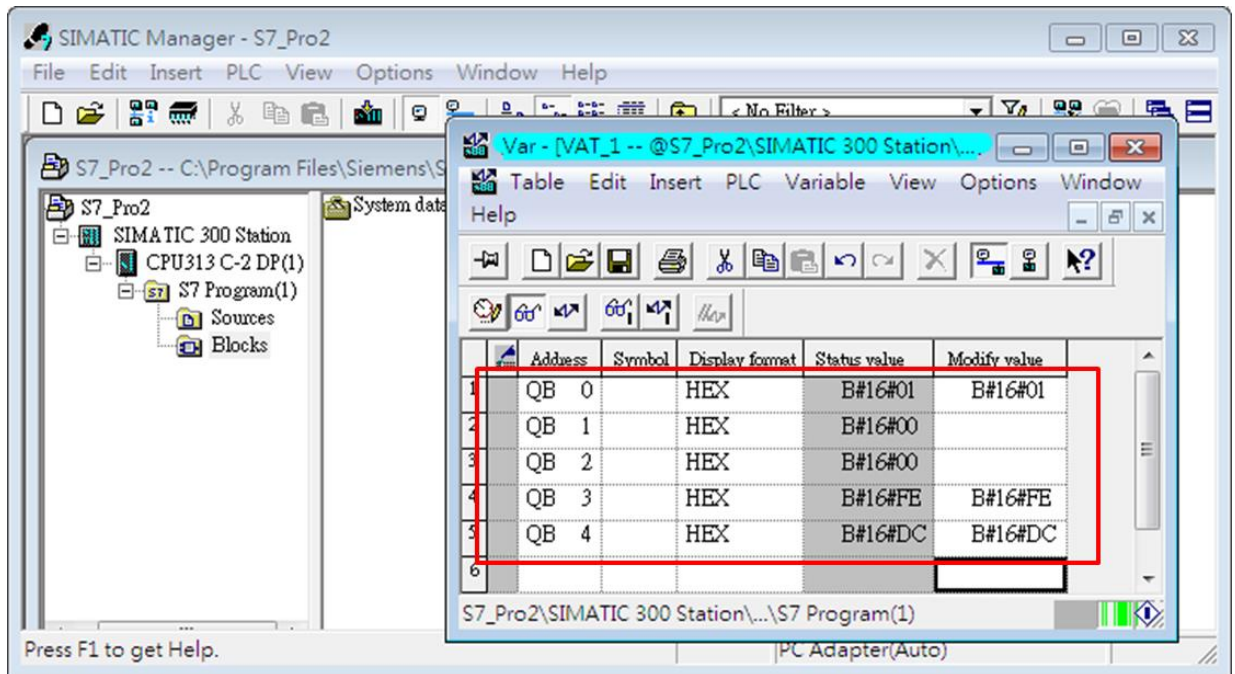 SIMATIC Manager - S7_Pro2
File Edit Insert PLC View Options Window Help
< No Filter >
S7_Pro2 -- C:\Program Files\Siemens\S
S7_Pro2
SIMATIC 300 Station
CPU313 C-2 DP(1)
S7 Program(1)
Sources
Blocks
System data
Var - [VAT_1 -- @S7_Pro2\SIMATIC 300 Station\...
Table Edit Insert PLC Variable View Options Window
Help
Address Symbol Display format Status value Modify value
1 QB 0 HEX B#16#01 B#16#01
2 QB 1 HEX B#16#00
3 QB 2 HEX B#16#00
4 QB 3 HEX B#16#FE B#16#FE
5 QB 4 HEX B#16#DC B#16#DC
6
S7_Pro2\SIMATIC 300 Station\...\S7 Program(1)
Press F1 to get Help.
PC Adapter(Auto)